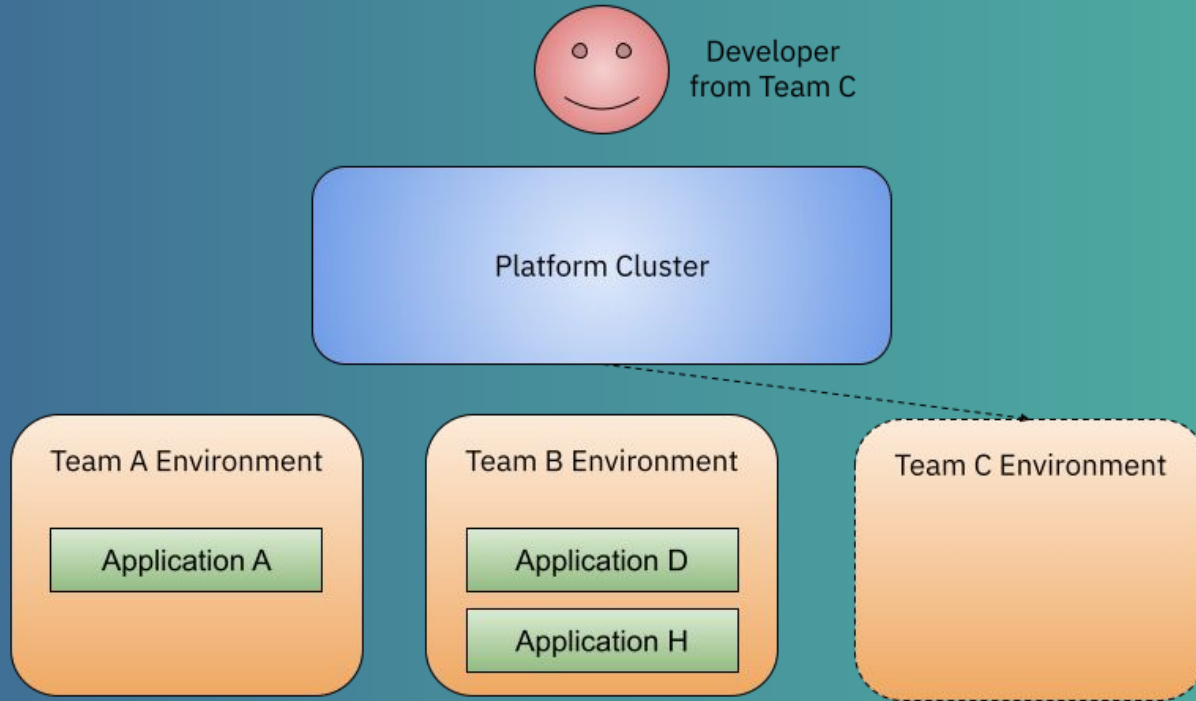 Developer
from Team C
Platform Cluster
Team A Environment
Team B Environment
Team C Environment
Application A
Application D
Application H